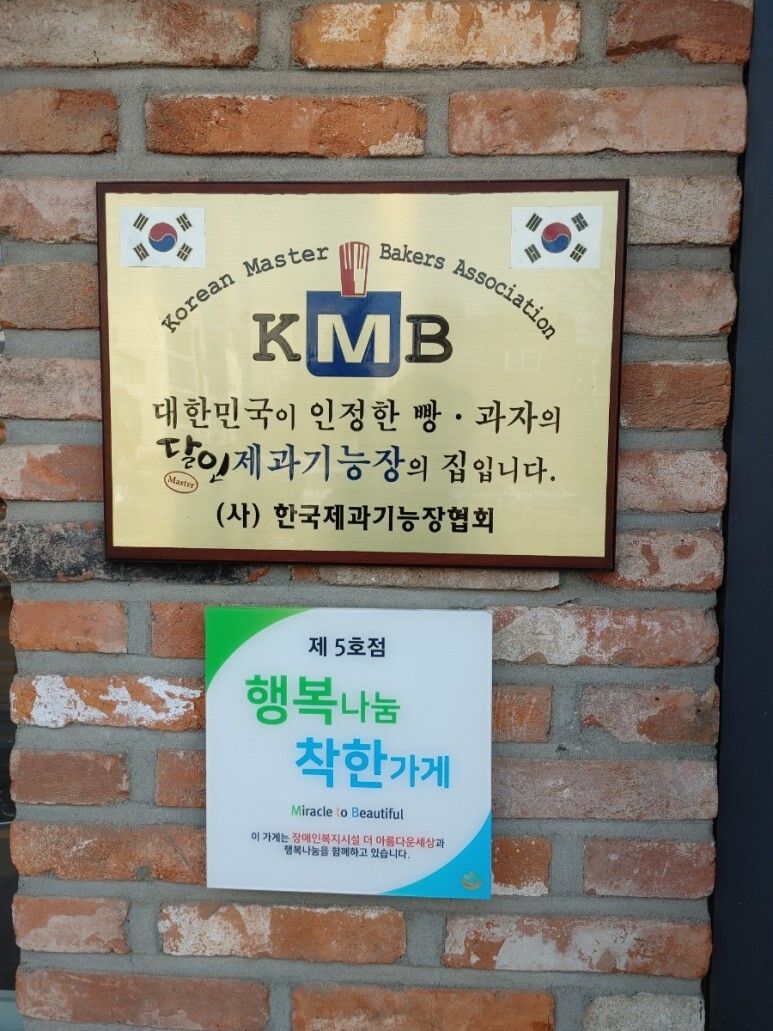 Korean Master Bakers Association
KMB
대한민국이 인정한 빵 · 과자의
달인 제과기능장의 집입니다.
Master
(사) 한국제과기능장협회
제 5호점
행복나눔
착한가게
Miracle to Beautiful
이 가게는 장애인복지시설 더 아름다운세상과
행복나눔을 함께하고 있습니다.